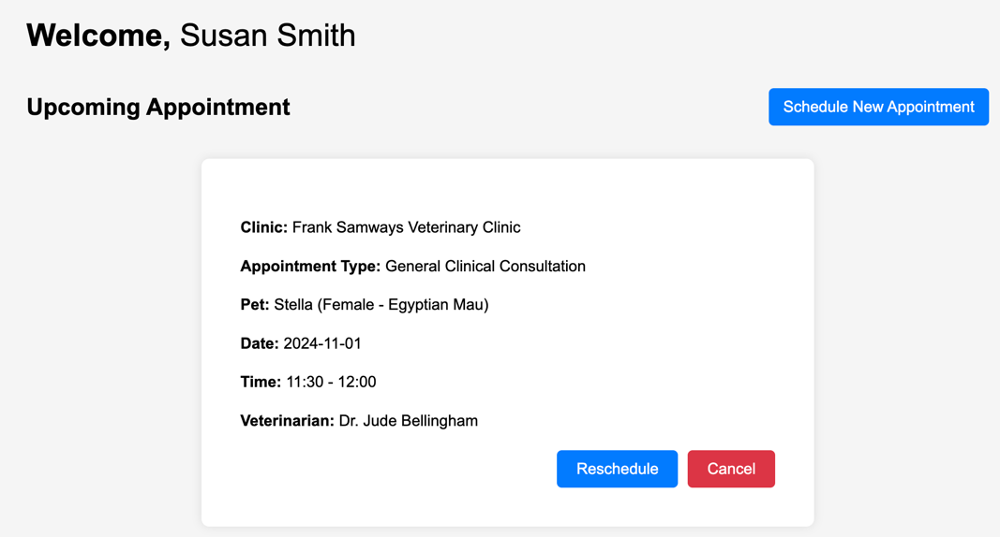 Welcome, Susan Smith
Upcoming Appointment
Schedule New Appointment
Clinic: Frank Samways Veterinary Clinic
Appointment Type: General Clinical Consultation
Pet: Stella (Female - Egyptian Mau)
Date: 2024-11-01
Time: 11:30 - 12:00
Veterinarian: Dr. Jude Bellingham
Reschedule
Cancel